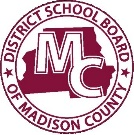 DISTRICT SCHOOL BOARD
MC
OF MADISON COUNTY